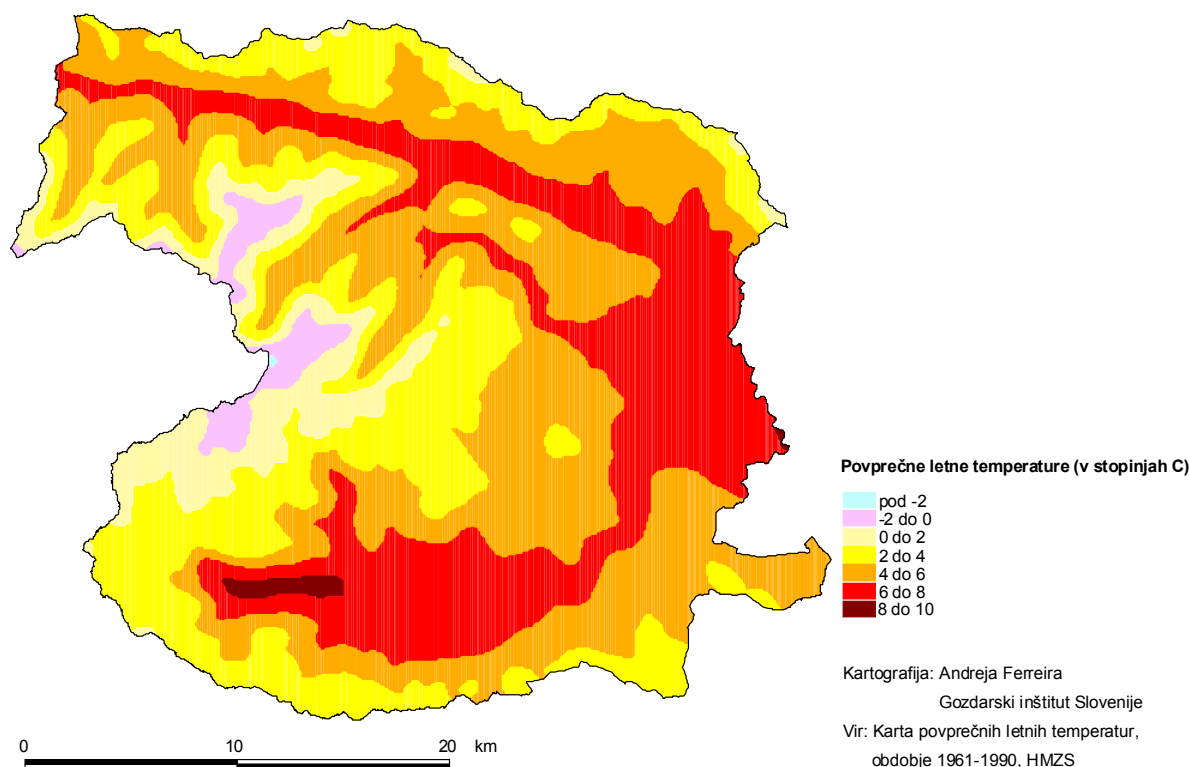 Povprečne letne temperature (v stopinjah C)
pod -2
-2 do 0
0 do 2
2 do 4
4 do 6
6 do 8
8 do 10
Kartografija: Andreja Ferreira
Gozdarski inštitut Slovenije
Vir: Karta povprečnih letnih temperatur,
obdobje 1961-1990, HMZS
0 10 20 km